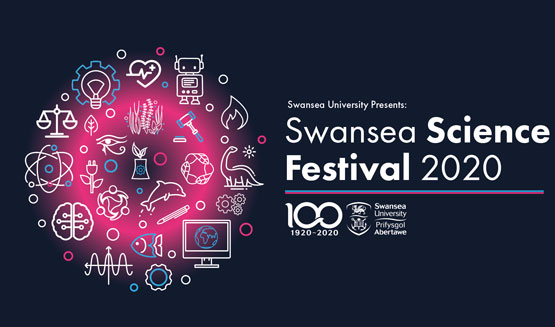 Swansea University Presents:
Swansea Science
Festival 2020
100
1920-2020
Swansea
University
Prifysgol
Abertawe